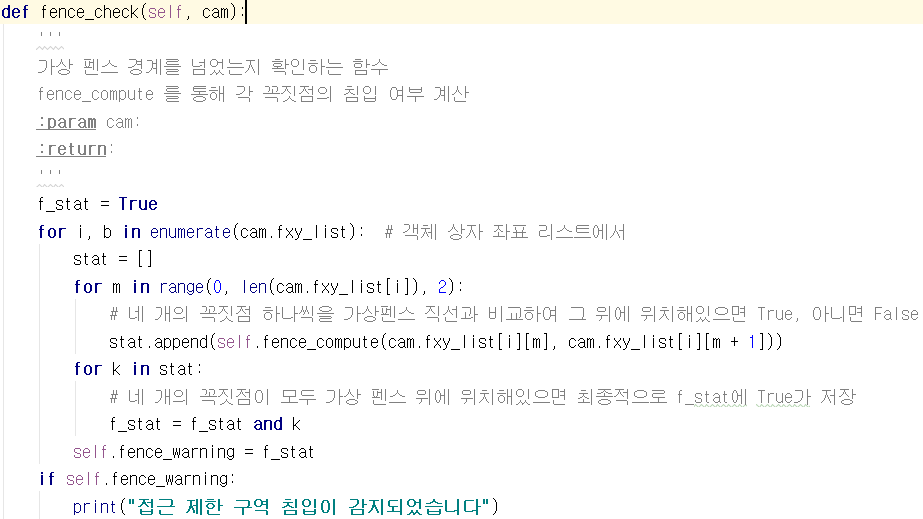 def fence_check(self, cam):
    '''
    가상 펜스 경계를 넘었는지 확인하는 함수
    fence_compute 를 통해 각 꼭짓점의 침입 여부 계산
    :param cam:
    :return:
    '''
    f_stat = True
    for i, b in enumerate(cam.fxy_list):  # 객체 상자 좌표 리스트에서
        stat = []
        for m in range(0, len(cam.fxy_list[i]), 2):
            # 네 개의 꼭짓점 하나씩을 가상펜스 직선과 비교하여 그 위에 위치해있으면 True, 아니면 False
            stat.append(self.fence_compute(cam.fxy_list[i][m], cam.fxy_list[i][m + 1]))
        for k in stat:
            # 네 개의 꼭짓점이 모두 가상 펜스 위에 위치해있으면 최종적으로 f_stat에 True가 저장
            f_stat = f_stat and k
        self.fence_warning = f_stat
    if self.fence_warning:
        print("접근 제한 구역 침입이 감지되었습니다")